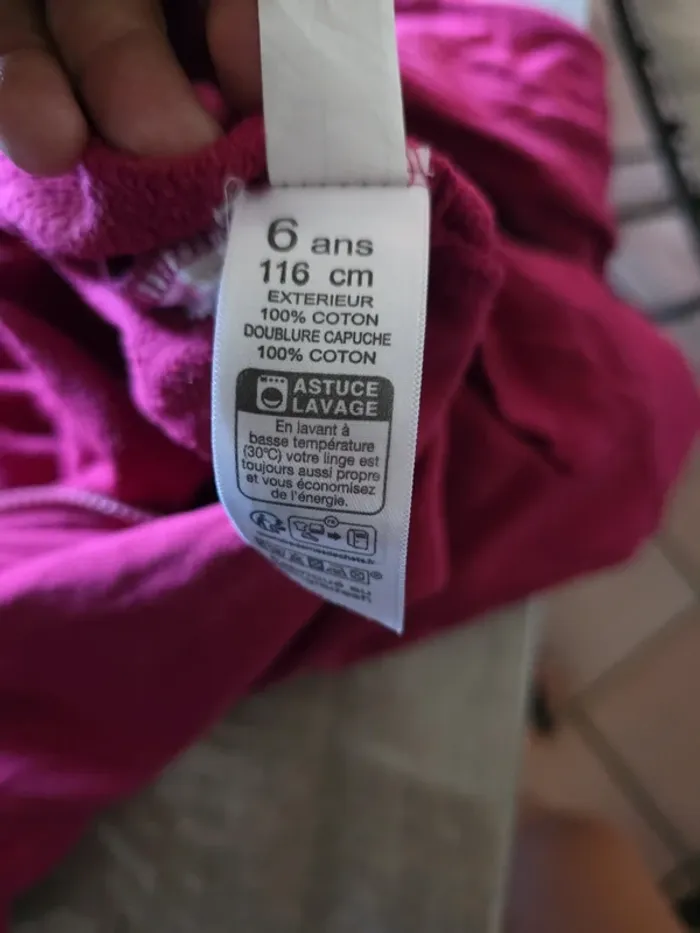 6 ans
116 cm
EXTERIEUR
100% COTON
DOUBLURE CAPUCHE
100% COTON
ASTUCE
LAVAGE
En lavant à
basse température
(30°C) votre linge est
toujours aussi propre
et vous économisez
de l'énergie.
FR